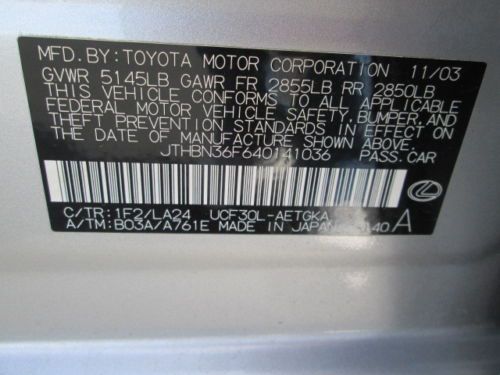 MFD. BY: TOYOTA MOTOR CORPORATION 11/03
GVWR 5145LB GAWR FR 2855LB RR 2850LB
THIS VEHICLE CONFORMS TO ALL APPLICABLE
FEDERAL MOTOR VEHICLE SAFETY, BUMPER, AND
THEFT PREVENTION STANDARDS IN EFFECT ON
THE DATE OF MANUFACTURE SHOWN ABOVE.
JTHBN36F640141036 PASS.CAR
C/TR: 1F2/LA24 UCF30L-AETGKA A
A/TM: B03A/A761E MADE IN JAPAN 140